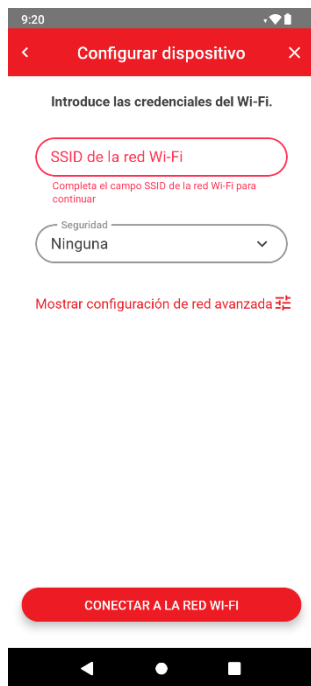 9:20
Configurar dispositivo
Introduce las credenciales del Wi-Fi.
SSID de la red Wi-Fi
Completa el campo SSID de la red Wi-Fi para
continuar
Seguridad
Ninguna
Mostrar configuración de red avanzada
CONECTAR A LA RED WI-FI